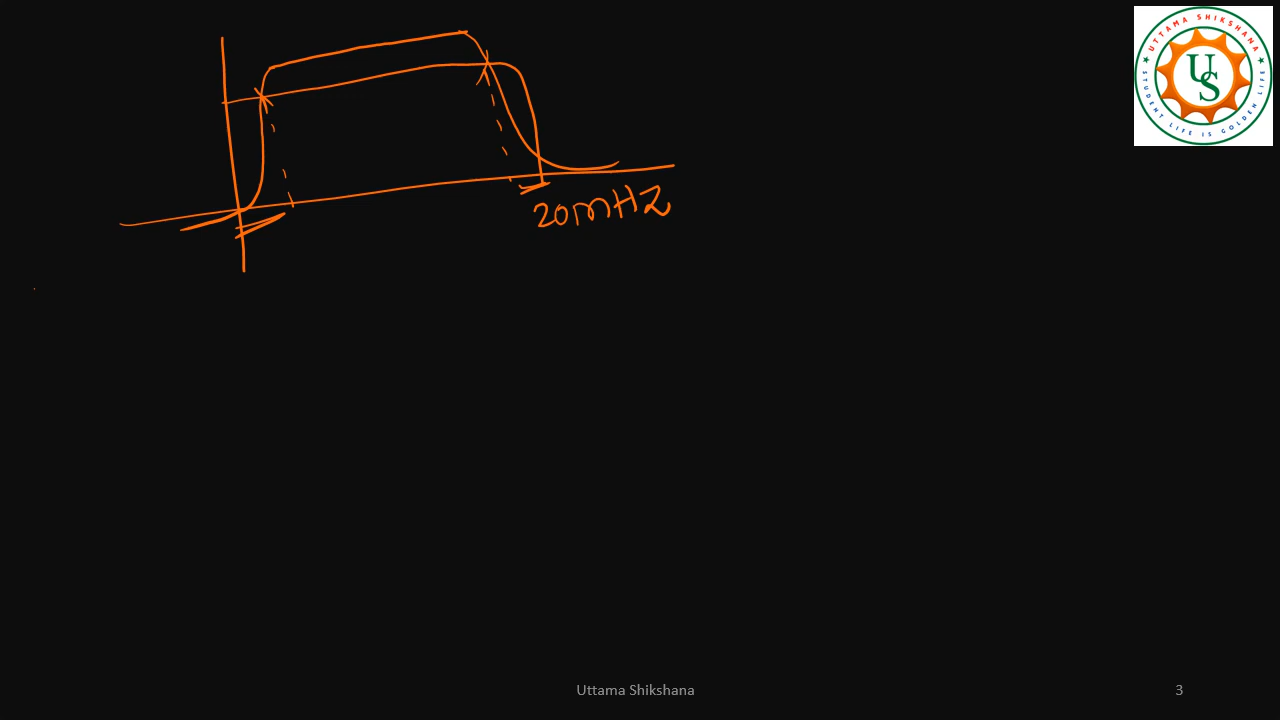 UTTAMA SHIKSHANA
US
STUDENT LIFE IS GOLDEN LIFE
20mHZ
Uttama Shikshana
3